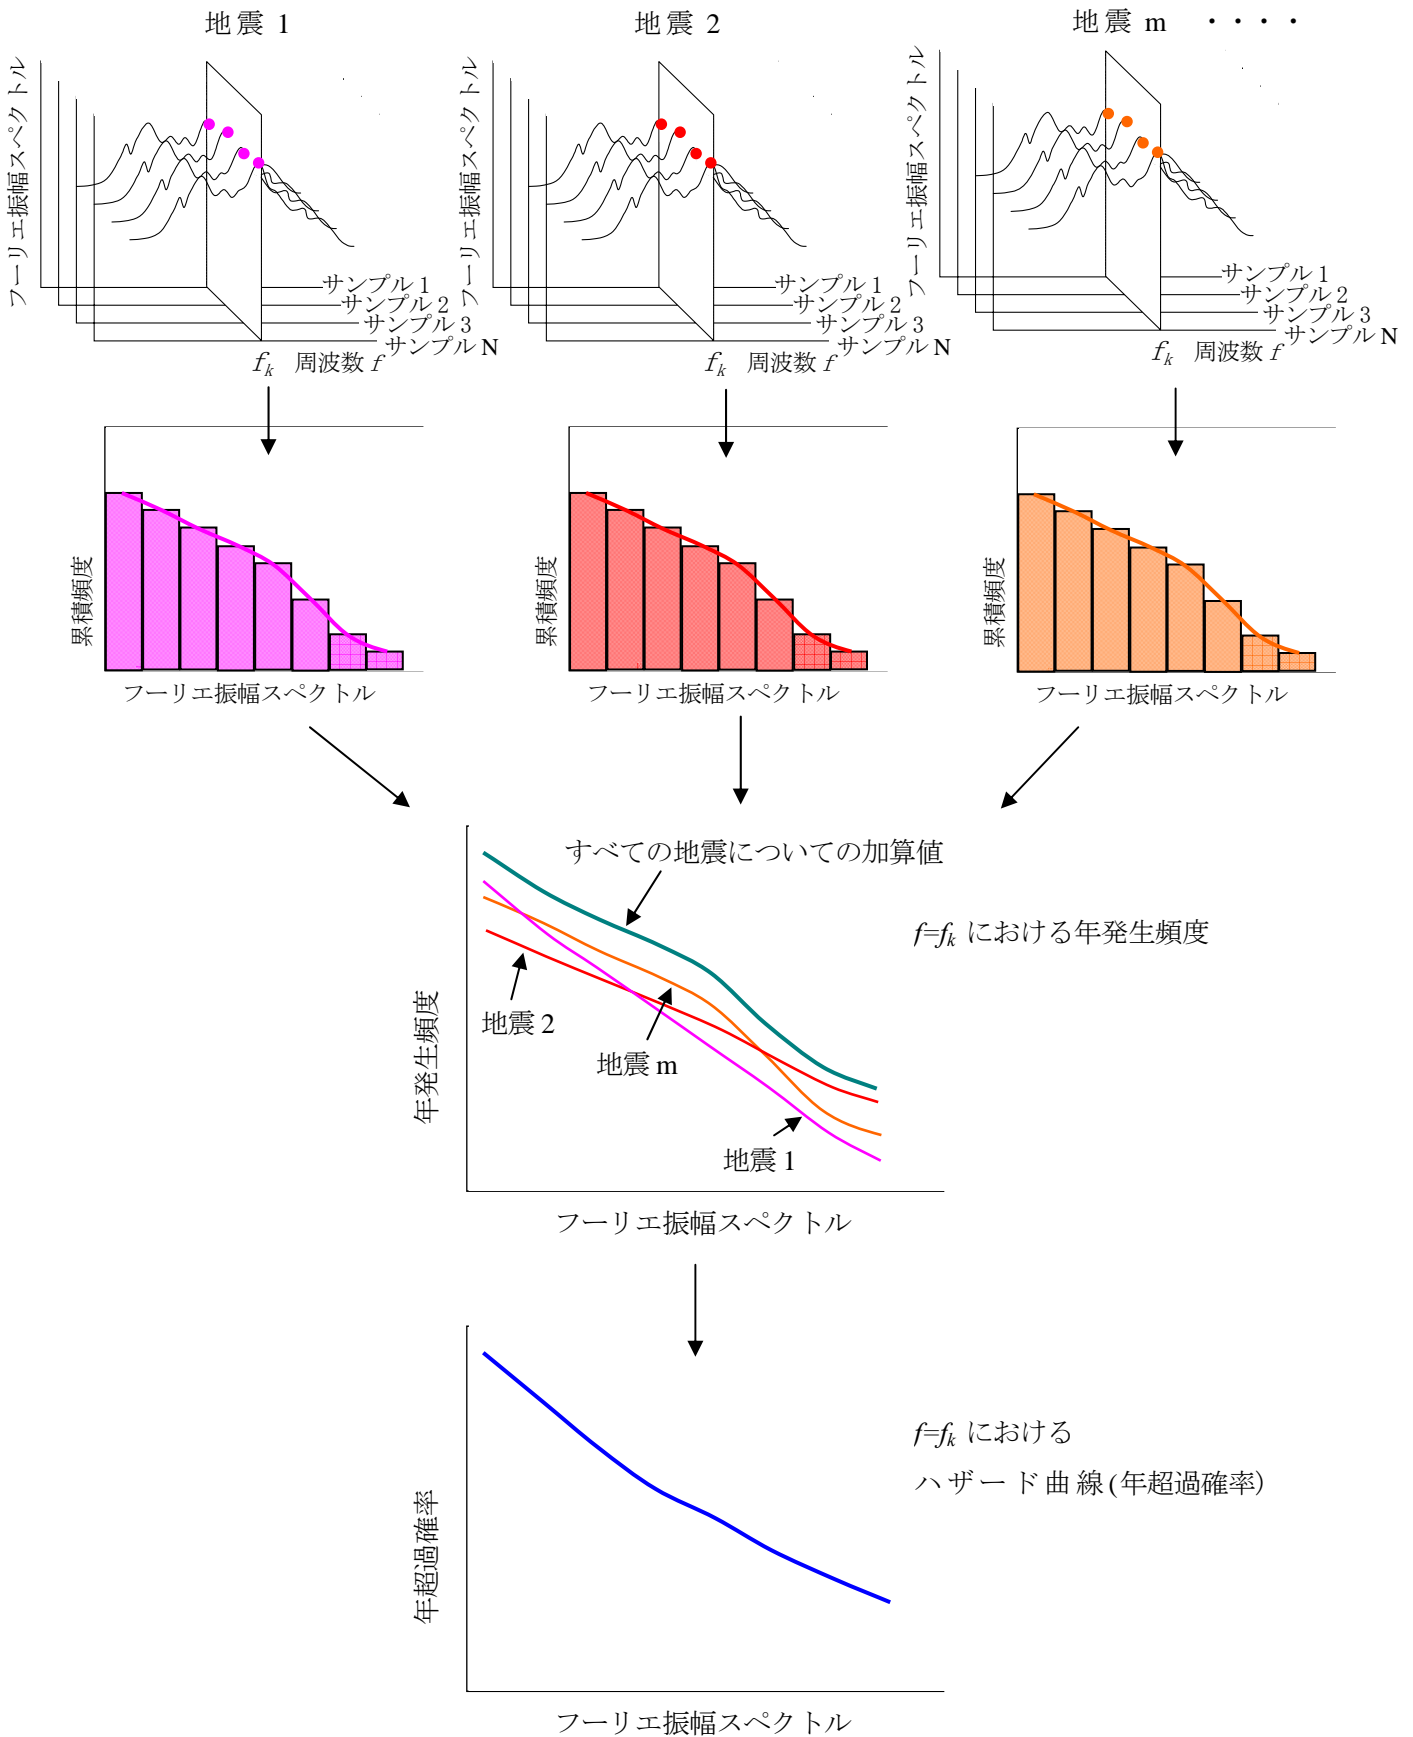 地震 1
地震 2
地震 m ・・・・
フーリエ振幅スペクトル
サンプル 1
サンプル 2
サンプル 3
サンプル N
fk 周波数 f
フーリエ振幅スペクトル
サンプル 1
サンプル 2
サンプル 3
サンプル N
fk 周波数 f
フーリエ振幅スペクトル
サンプル 1
サンプル 2
サンプル 3
サンプル N
fk 周波数 f
累積頻度
フーリエ振幅スペクトル
累積頻度
フーリエ振幅スペクトル
累積頻度
フーリエ振幅スペクトル
すべての地震についての加算値
f=fk における年発生頻度
年発生頻度
地震 2
地震 m
地震 1
フーリエ振幅スペクトル
f=fk における
ハザード曲線(年超過確率)
年超過確率
フーリエ振幅スペクトル